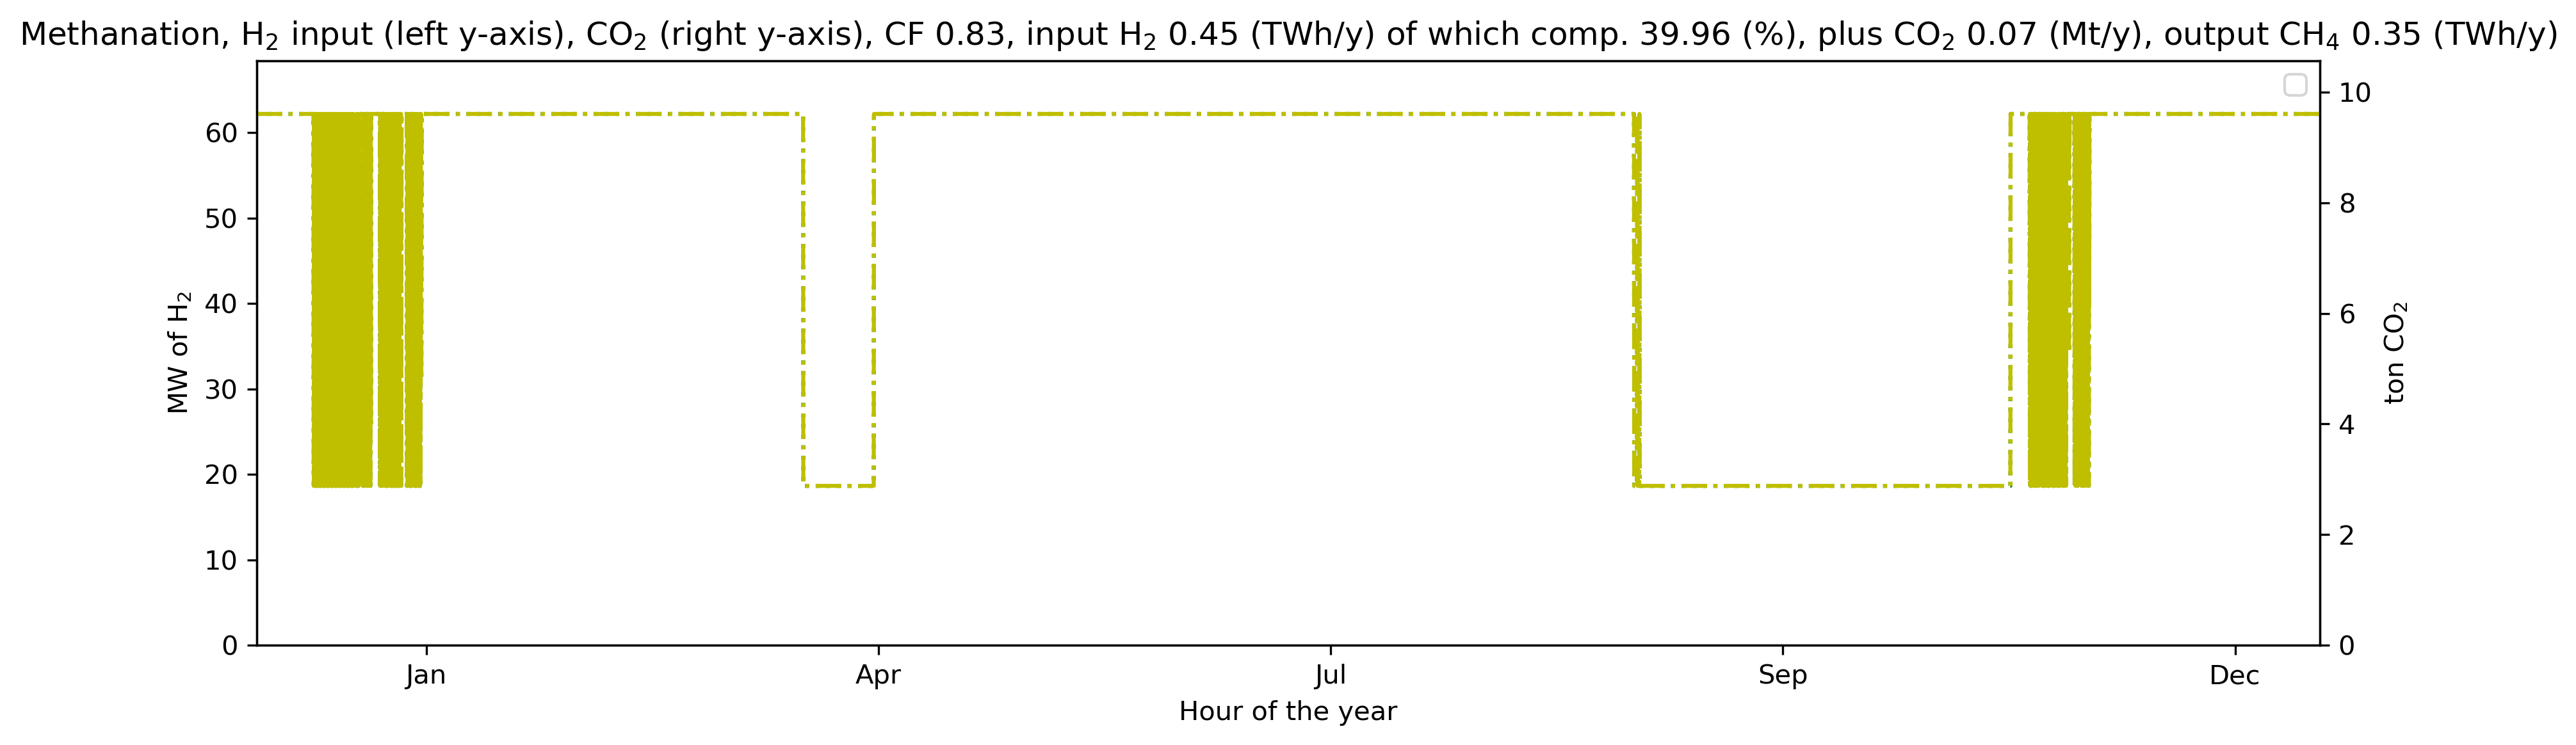 Methanation, H₂ input (left y-axis), CO₂ (right y-axis), CF 0.83, input H₂ 0.45 (TWh/y) of which comp. 39.96 (%), plus CO₂ 0.07 (Mt/y), output CH₄ 0.35 (TWh/y)
60
50
40
30
20
10
0
MW of H₂
10
8
6
4
2
0
ton CO₂
Jan Apr Jul Sep Dec
Hour of the year